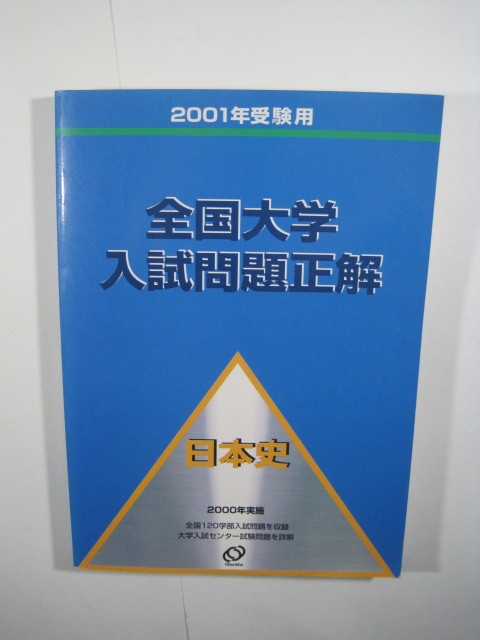 2001年受験用
全国大学
入試問題正解
日本史
2000年実施
全国120学部入試問題を収録
大学入試センター試験問題を詳解
Obunsha